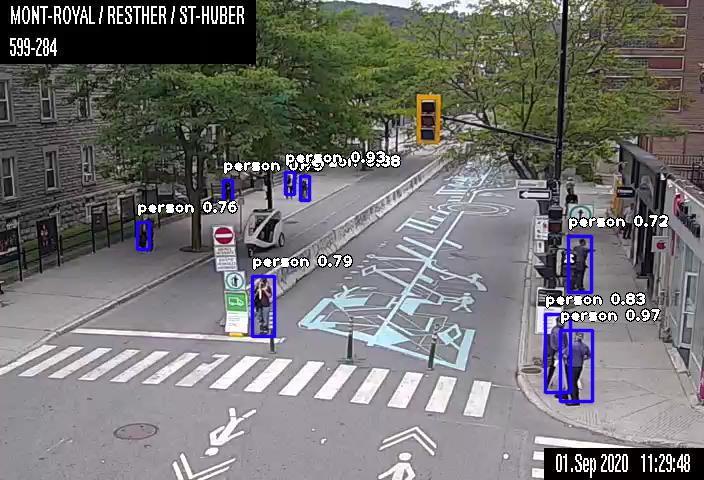 MONT-ROYAL / RESTHER / ST-HUBER
599-284
person 0.93
person 0.76
person 0.72
person 0.79
person 0.83
person 0.97
01.Sep 2020 11:29:48